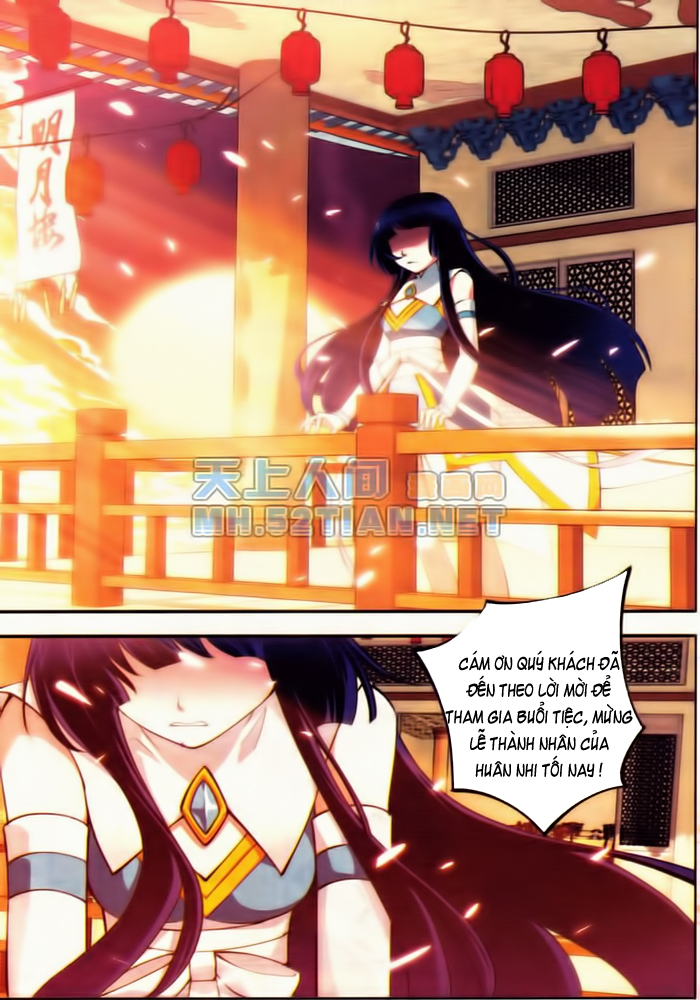 明月坊
天上人间
MH.52TIAN.NET
CÁM ƠN QUÝ KHÁCH ĐÃ
ĐẾN THEO LỜI MỜI ĐỂ
THAM GIA BUỔI TIỆC, MỪNG
LỄ THÀNH NHÂN CỦA
HUÂN NHI TỐI NAY!